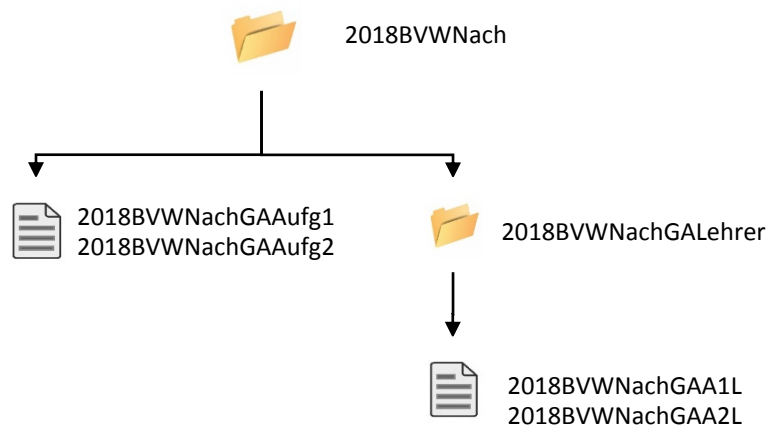 2018BVWNach
2018BVWNachGAAufg1
2018BVWNachGAAufg2
2018BVWNachGALehrer
2018BVWNachGAA1L
2018BVWNachGAA2L